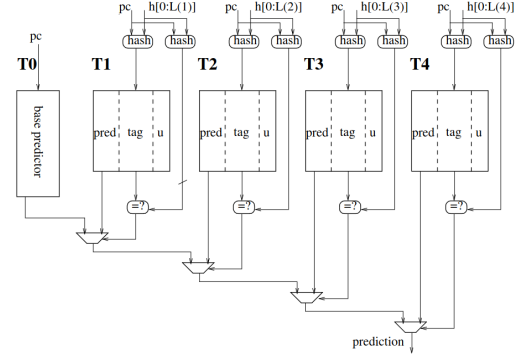 pc h[0:L(1)] pc h[0:L(2)] pc h[0:L(3)] pc h[0:L(4)]
pc hash hash hash hash hash hash hash hash
T0 T1 T2 T3 T4
base predictor
pred tag u pred tag u pred tag u pred tag u
=? =? =? =?
prediction